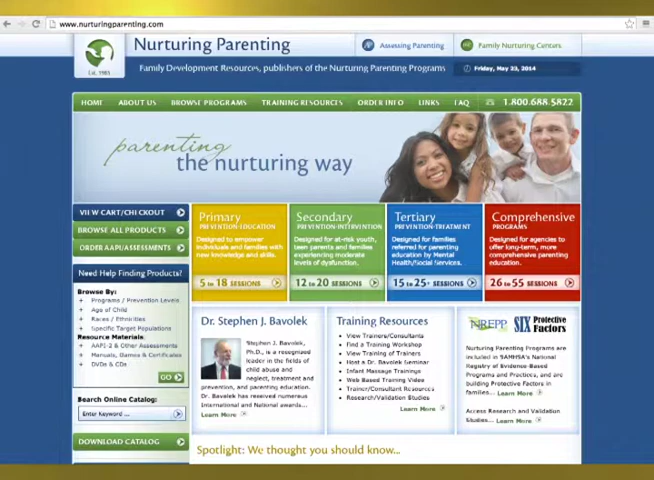 www.nurturingparenting.com
Nurturing Parenting
Assessing Parenting
Family Nurturing Centers
Est. 1983
Family Development Resources, publishers of the Nurturing Parenting Programs
Friday, May 23, 2014
HOME
ABOUT US
BROWSE PROGRAMS
TRAINING RESOURCES
ORDER INFO
LINKS
FAQ
1.800.688.5822
parenting
the nurturing way
VIEW CART/CHECKOUT
BROWSE ALL PRODUCTS
ORDER AAPI/ASSESSMENTS
Need Help Finding Products?
Browse By:
Programs / Prevention Levels
Age of Child
Races / Ethnicities
Specific Target Populations
Resource Materials:
AAPI-2 & Other Assessments
Manuals, Games & Certificates
DVDs & CDs
GO
Search Online Catalog:
Enter Keyword ...
DOWNLOAD CATALOG
Primary
PREVENTION-EDUCATION
Designed to empower
individuals and families with
new knowledge and skills.
5 to 18 SESSIONS
Secondary
PREVENTION-INTERVENTION
Designed for at-risk youth,
teen parents and families
experiencing moderate
levels of dysfunction.
12 to 20 SESSIONS
Tertiary
PREVENTION-TREATMENT
Designed for families
referred for parenting
education by Mental
Health/Social Services.
15 to 25+ SESSIONS
Comprehensive
PROGRAMS
Designed for agencies to
offer long-term, more
comprehensive parenting
education.
26 to 55 SESSIONS
Dr. Stephen J. Bavolek
Stephen J. Bavolek,
Ph.D., is a recognized
leader in the fields of
child abuse and
neglect, treatment and
prevention, and parenting education.
Dr. Bavolek has received numerous
International and National awards...
Learn More
Training Resources
View Trainers/Consultants
Find a Training Workshop
View Training of Trainers
Host a Dr. Bavolek Seminar
Infant Massage Trainings
Web Based Training Video
Trainer/Consultant Resources
Research/Validation Studies
Learn More
NREPP
SIX Protective
Factors
Nurturing Parenting Programs are
included in SAMHSA's National
Registry of Evidence-Based
Programs and Practices, and are
building Protective Factors in
families... Learn More
Access Research and Validation
Studies... Learn More
Spotlight: We thought you should know...